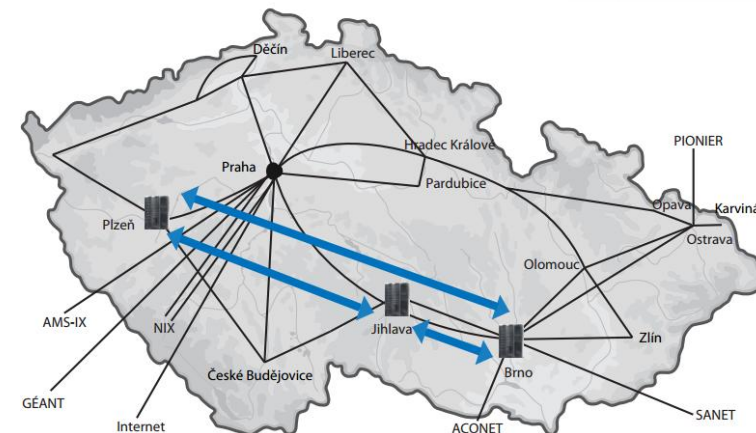 Děčín
Liberec
PIONIER
Hradec Králové
Praha
Pardubice
Opava
Karviná
Plzeň
Ostrava
Olomouc
AMS-IX
NIX
Jihlava
Zlín
Brno
České Budějovice
GÉANT
SANET
Internet
ACONET